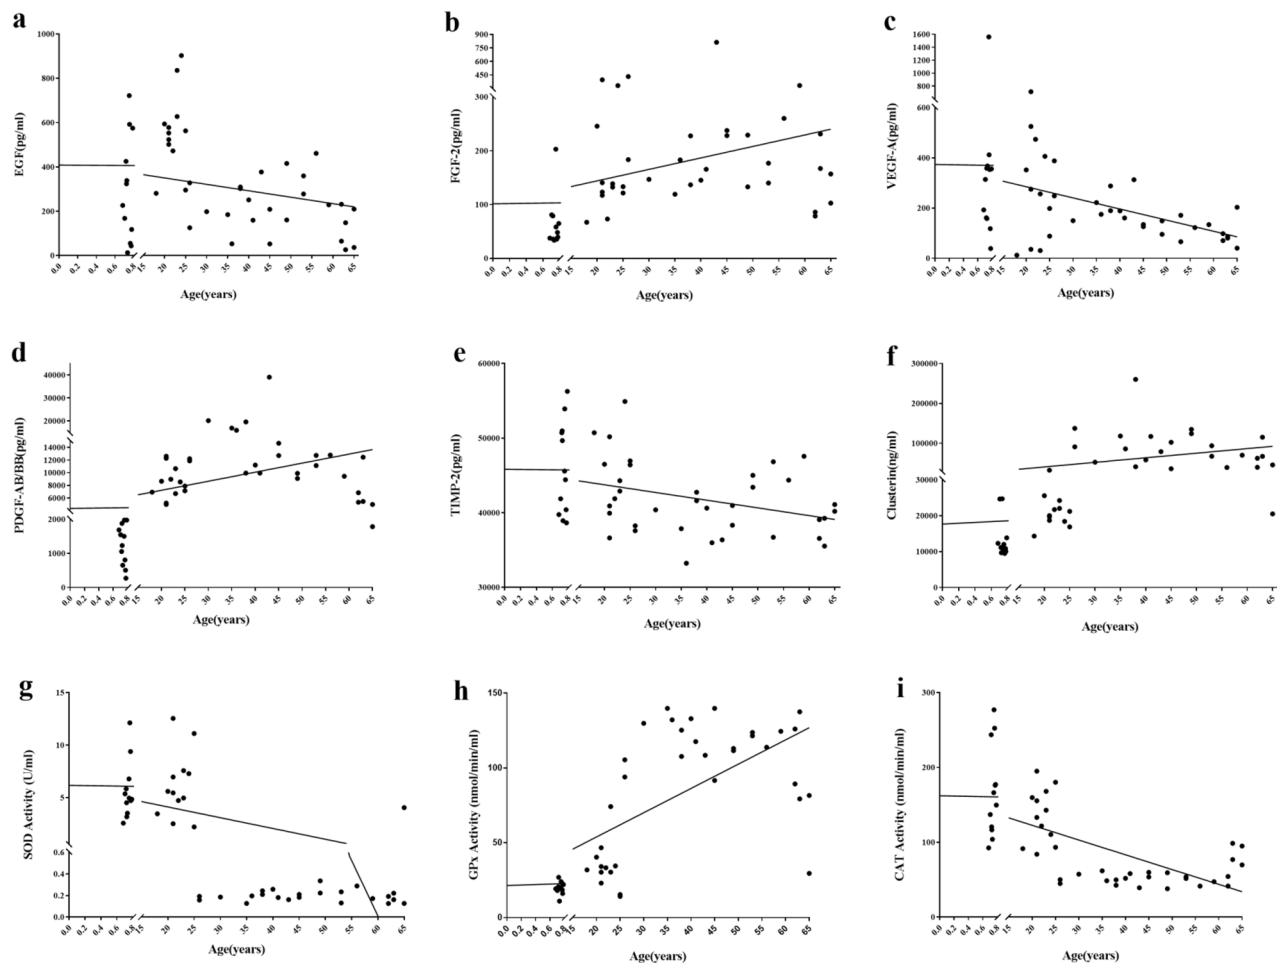 a
EGF(pg/ml)
1000
800
600
400
200
0
0.0 0.2 0.4 0.6 0.8 15 20 25 30 35 40 45 50 55 60 65
Age(years)
b
FGF-2(pg/ml)
900
750
600
450
300
200
100
0
0.0 0.2 0.4 0.6 0.8 15 20 25 30 35 40 45 50 55 60 65
Age(years)
c
VEGF-A(pg/ml)
1600
1400
1200
1000
800
600
400
200
0
0.0 0.2 0.4 0.6 0.8 15 20 25 30 35 40 45 50 55 60 65
Age(years)
d
PDGF-AB/BB(pg/ml)
40000
30000
20000
14000
12000
10000
8000
6000
2000
1000
0
0.0 0.2 0.4 0.6 0.8 15 20 25 30 35 40 45 50 55 60 65
Age(years)
e
TIMP-2(pg/ml)
60000
50000
40000
30000
0.0 0.2 0.4 0.6 0.8 15 20 25 30 35 40 45 50 55 60 65
Age(years)
f
Clusterin(ng/ml)
300000
200000
100000
30000
20000
10000
0
0.0 0.2 0.4 0.6 0.8 15 20 25 30 35 40 45 50 55 60 65
Age(years)
g
SOD Activity (U/ml)
15
10
5
0.6
0.4
0.2
0.0
0.0 0.2 0.4 0.6 0.8 15 20 25 30 35 40 45 50 55 60 65
Age(years)
h
GPx Activity (nmol/min/ml)
150
100
50
0
0.0 0.2 0.4 0.6 0.8 15 20 25 30 35 40 45 50 55 60 65
Age(years)
i
CAT Activity (nmol/min/ml)
300
200
100
0
0.0 0.2 0.4 0.6 0.8 15 20 25 30 35 40 45 50 55 60 65
Age(years)